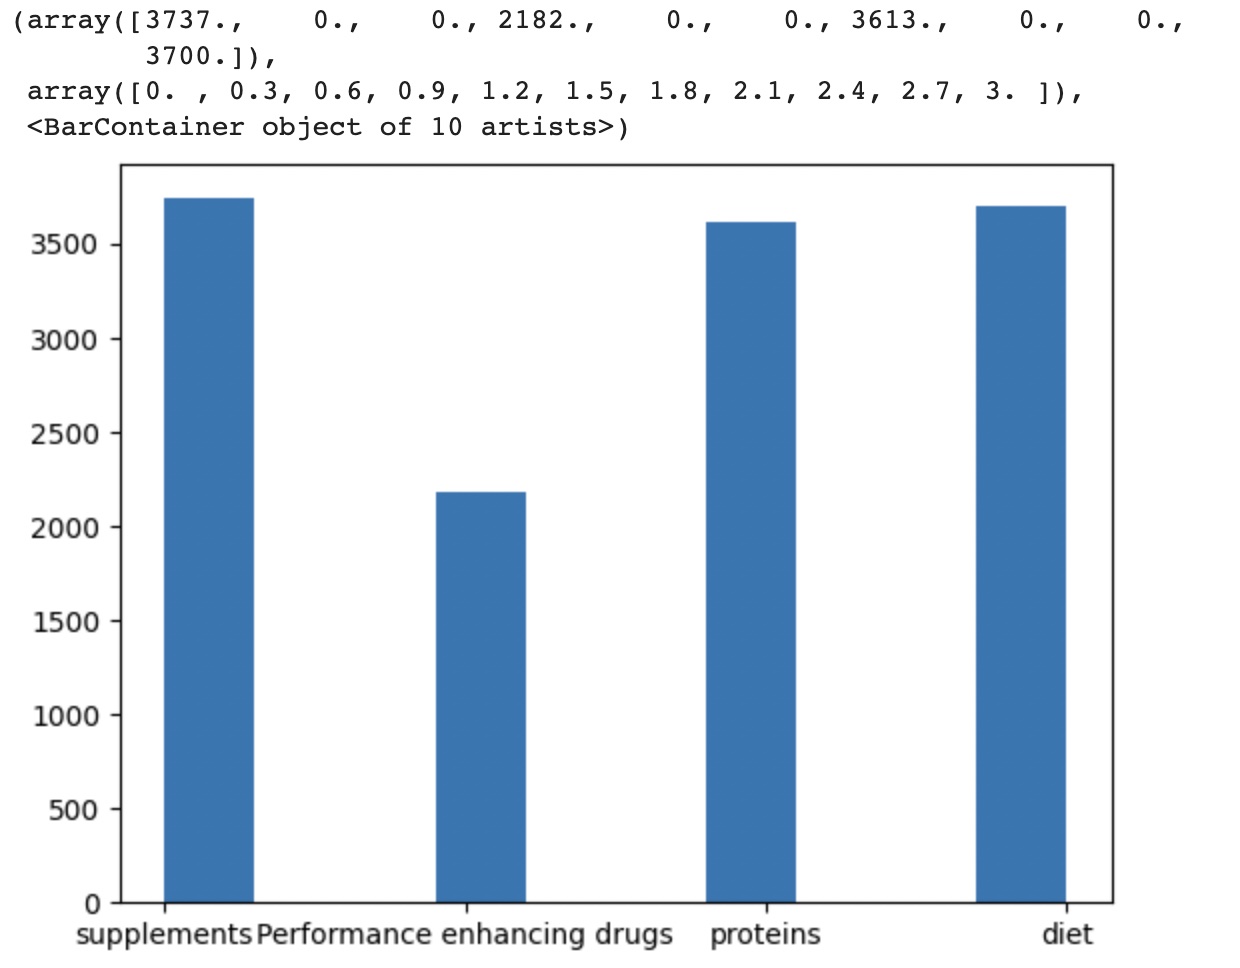 (array([3737.,    0.,    0., 2182.,    0.,    0., 3613.,    0.,    0.,
3700.]),
array([0. , 0.3, 0.6, 0.9, 1.2, 1.5, 1.8, 2.1, 2.4, 2.7, 3. ]),
<BarContainer object of 10 artists>)
3500
3000
2500
2000
1500
1000
500
0
supplements Performance enhancing drugs proteins diet